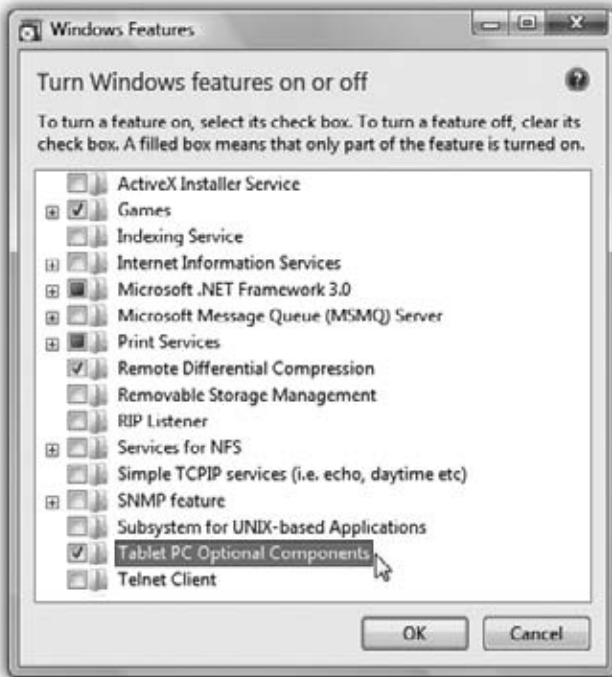 Windows Features
Turn Windows features on or off
To turn a feature on, select its check box. To turn a feature off, clear its
check box. A filled box means that only part of the feature is turned on.
ActiveX Installer Service
Games
Indexing Service
Internet Information Services
Microsoft .NET Framework 3.0
Microsoft Message Queue (MSMQ) Server
Print Services
Remote Differential Compression
Removable Storage Management
RIP Listener
Services for NFS
Simple TCPIP services (i.e. echo, daytime etc)
SNMP feature
Subsystem for UNIX-based Applications
Tablet PC Optional Components
Telnet Client
OK Cancel